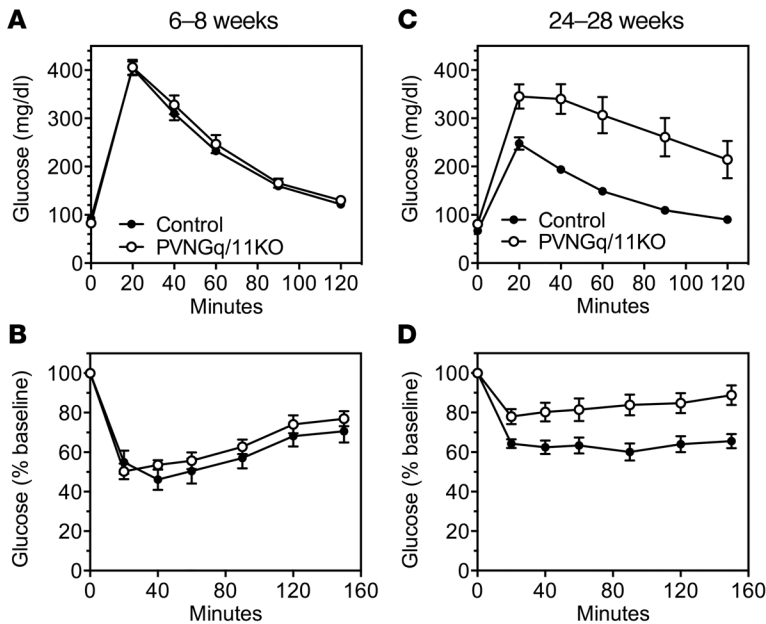 A
6–8 weeks
Glucose (mg/dl)
400
300
200
100
0
Control
PVNGq/11KO
0 20 40 60 80 100 120
Minutes
C
24–28 weeks
Glucose (mg/dl)
400
300
200
100
0
Control
PVNGq/11KO
0 20 40 60 80 100 120
Minutes
B
Glucose (% baseline)
100
80
60
40
20
0
0 40 80 120 160
Minutes
D
Glucose (% baseline)
100
80
60
40
20
0
0 40 80 120 160
Minutes